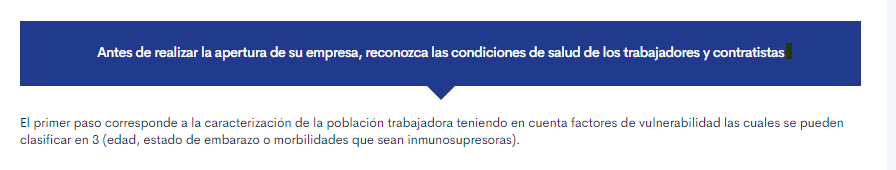 Antes de realizar la apertura de su empresa, reconozca las condiciones de salud de los trabajadores y contratistas
El primer paso corresponde a la caracterización de la población trabajadora teniendo en cuenta factores de vulnerabilidad las cuales se pueden
clasificar en 3 (edad, estado de embarazo o morbilidades que sean inmunosupresoras).